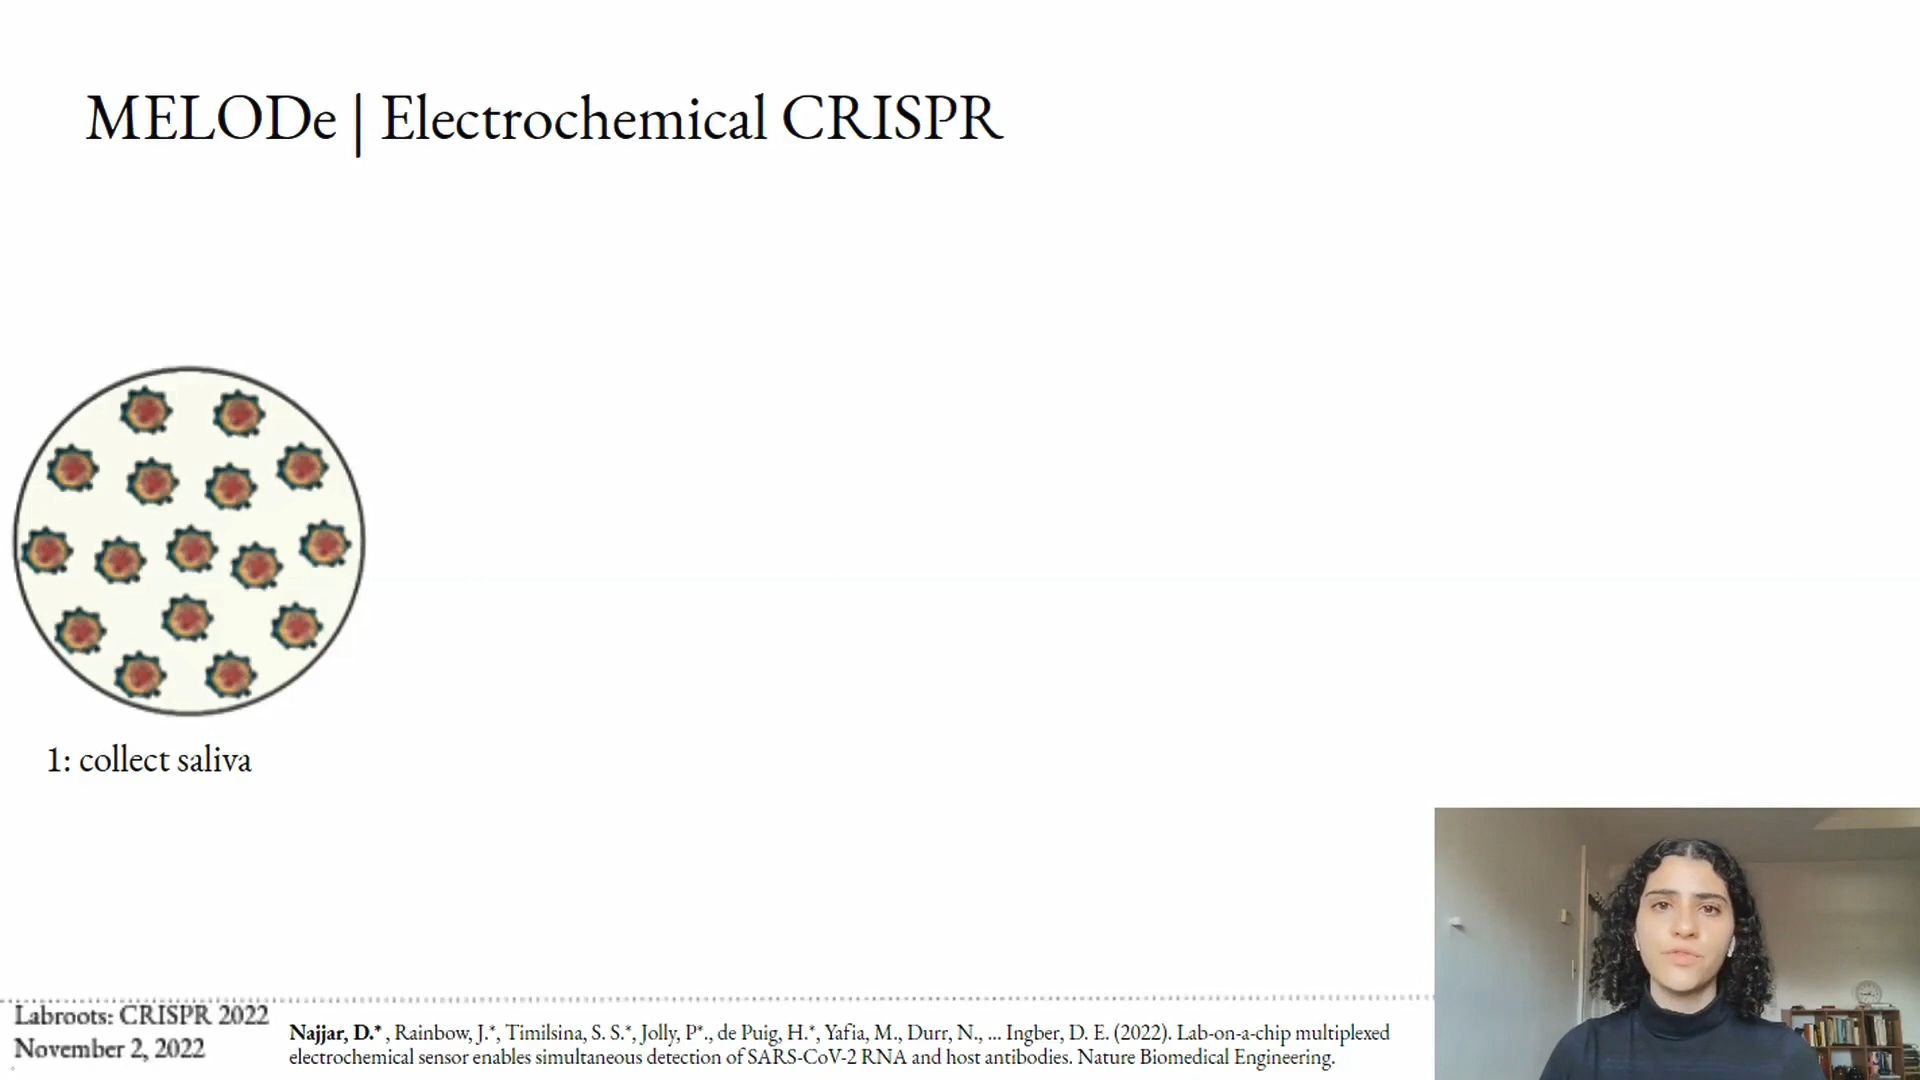 MELODe | Electrochemical CRISPR
1: collect saliva
Labroots: CRISPR 2022
November 2, 2022
Najjar, D.*, Rainbow, J.*, Timilsina, S. S.*, Jolly, P*., de Puig, H.*, Yafia, M., Durr, N., ... Ingber, D. E. (2022). Lab-on-a-chip multiplexed
electrochemical sensor enables simultaneous detection of SARS-CoV-2 RNA and host antibodies. Nature Biomedical Engineering.